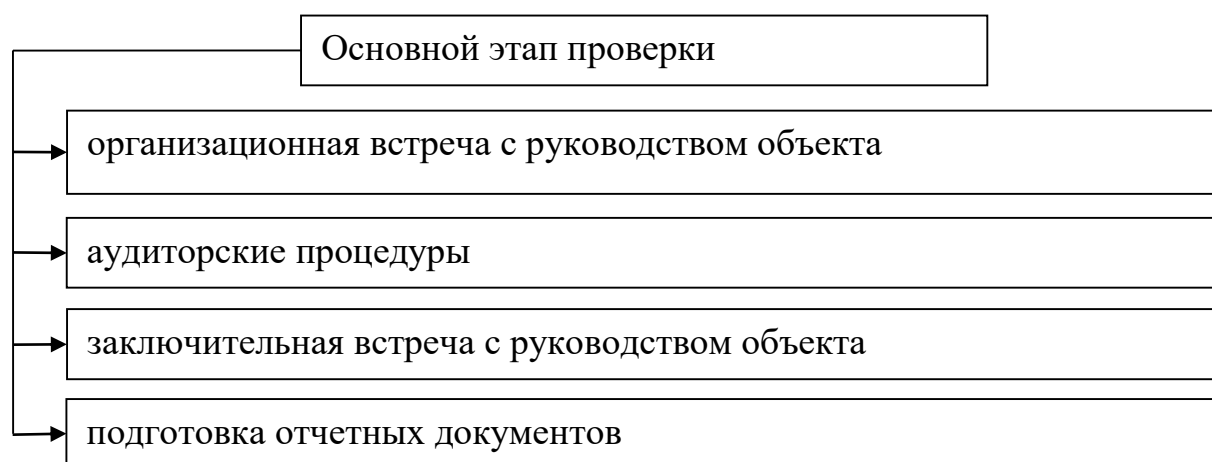 Основной этап проверки
организационная встреча с руководством объекта
аудиторские процедуры
заключительная встреча с руководством объекта
подготовка отчетных документов